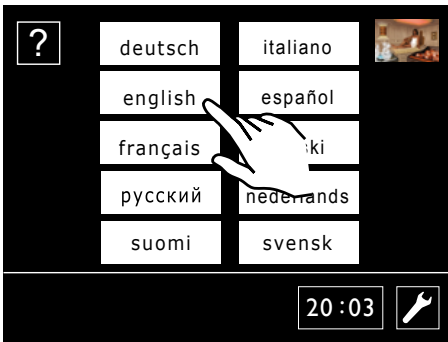 ?
deutsch italiano
english español
français
русский nederlands
suomi svensk
20:03